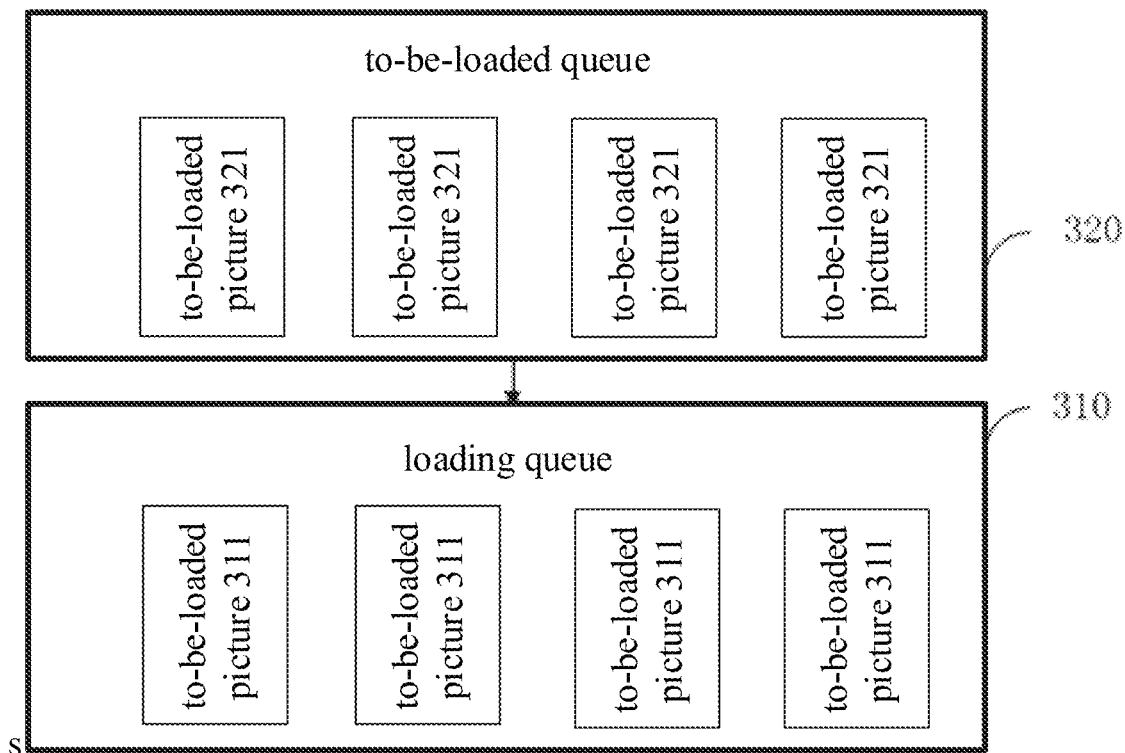 to-be-loaded queue
to-be-loaded
picture 321
to-be-loaded
picture 321
to-be-loaded
picture 321
to-be-loaded
picture 321
320
310
loading queue
to-be-loaded
picture 311
to-be-loaded
picture 311
to-be-loaded
picture 311
to-be-loaded
picture 311
s